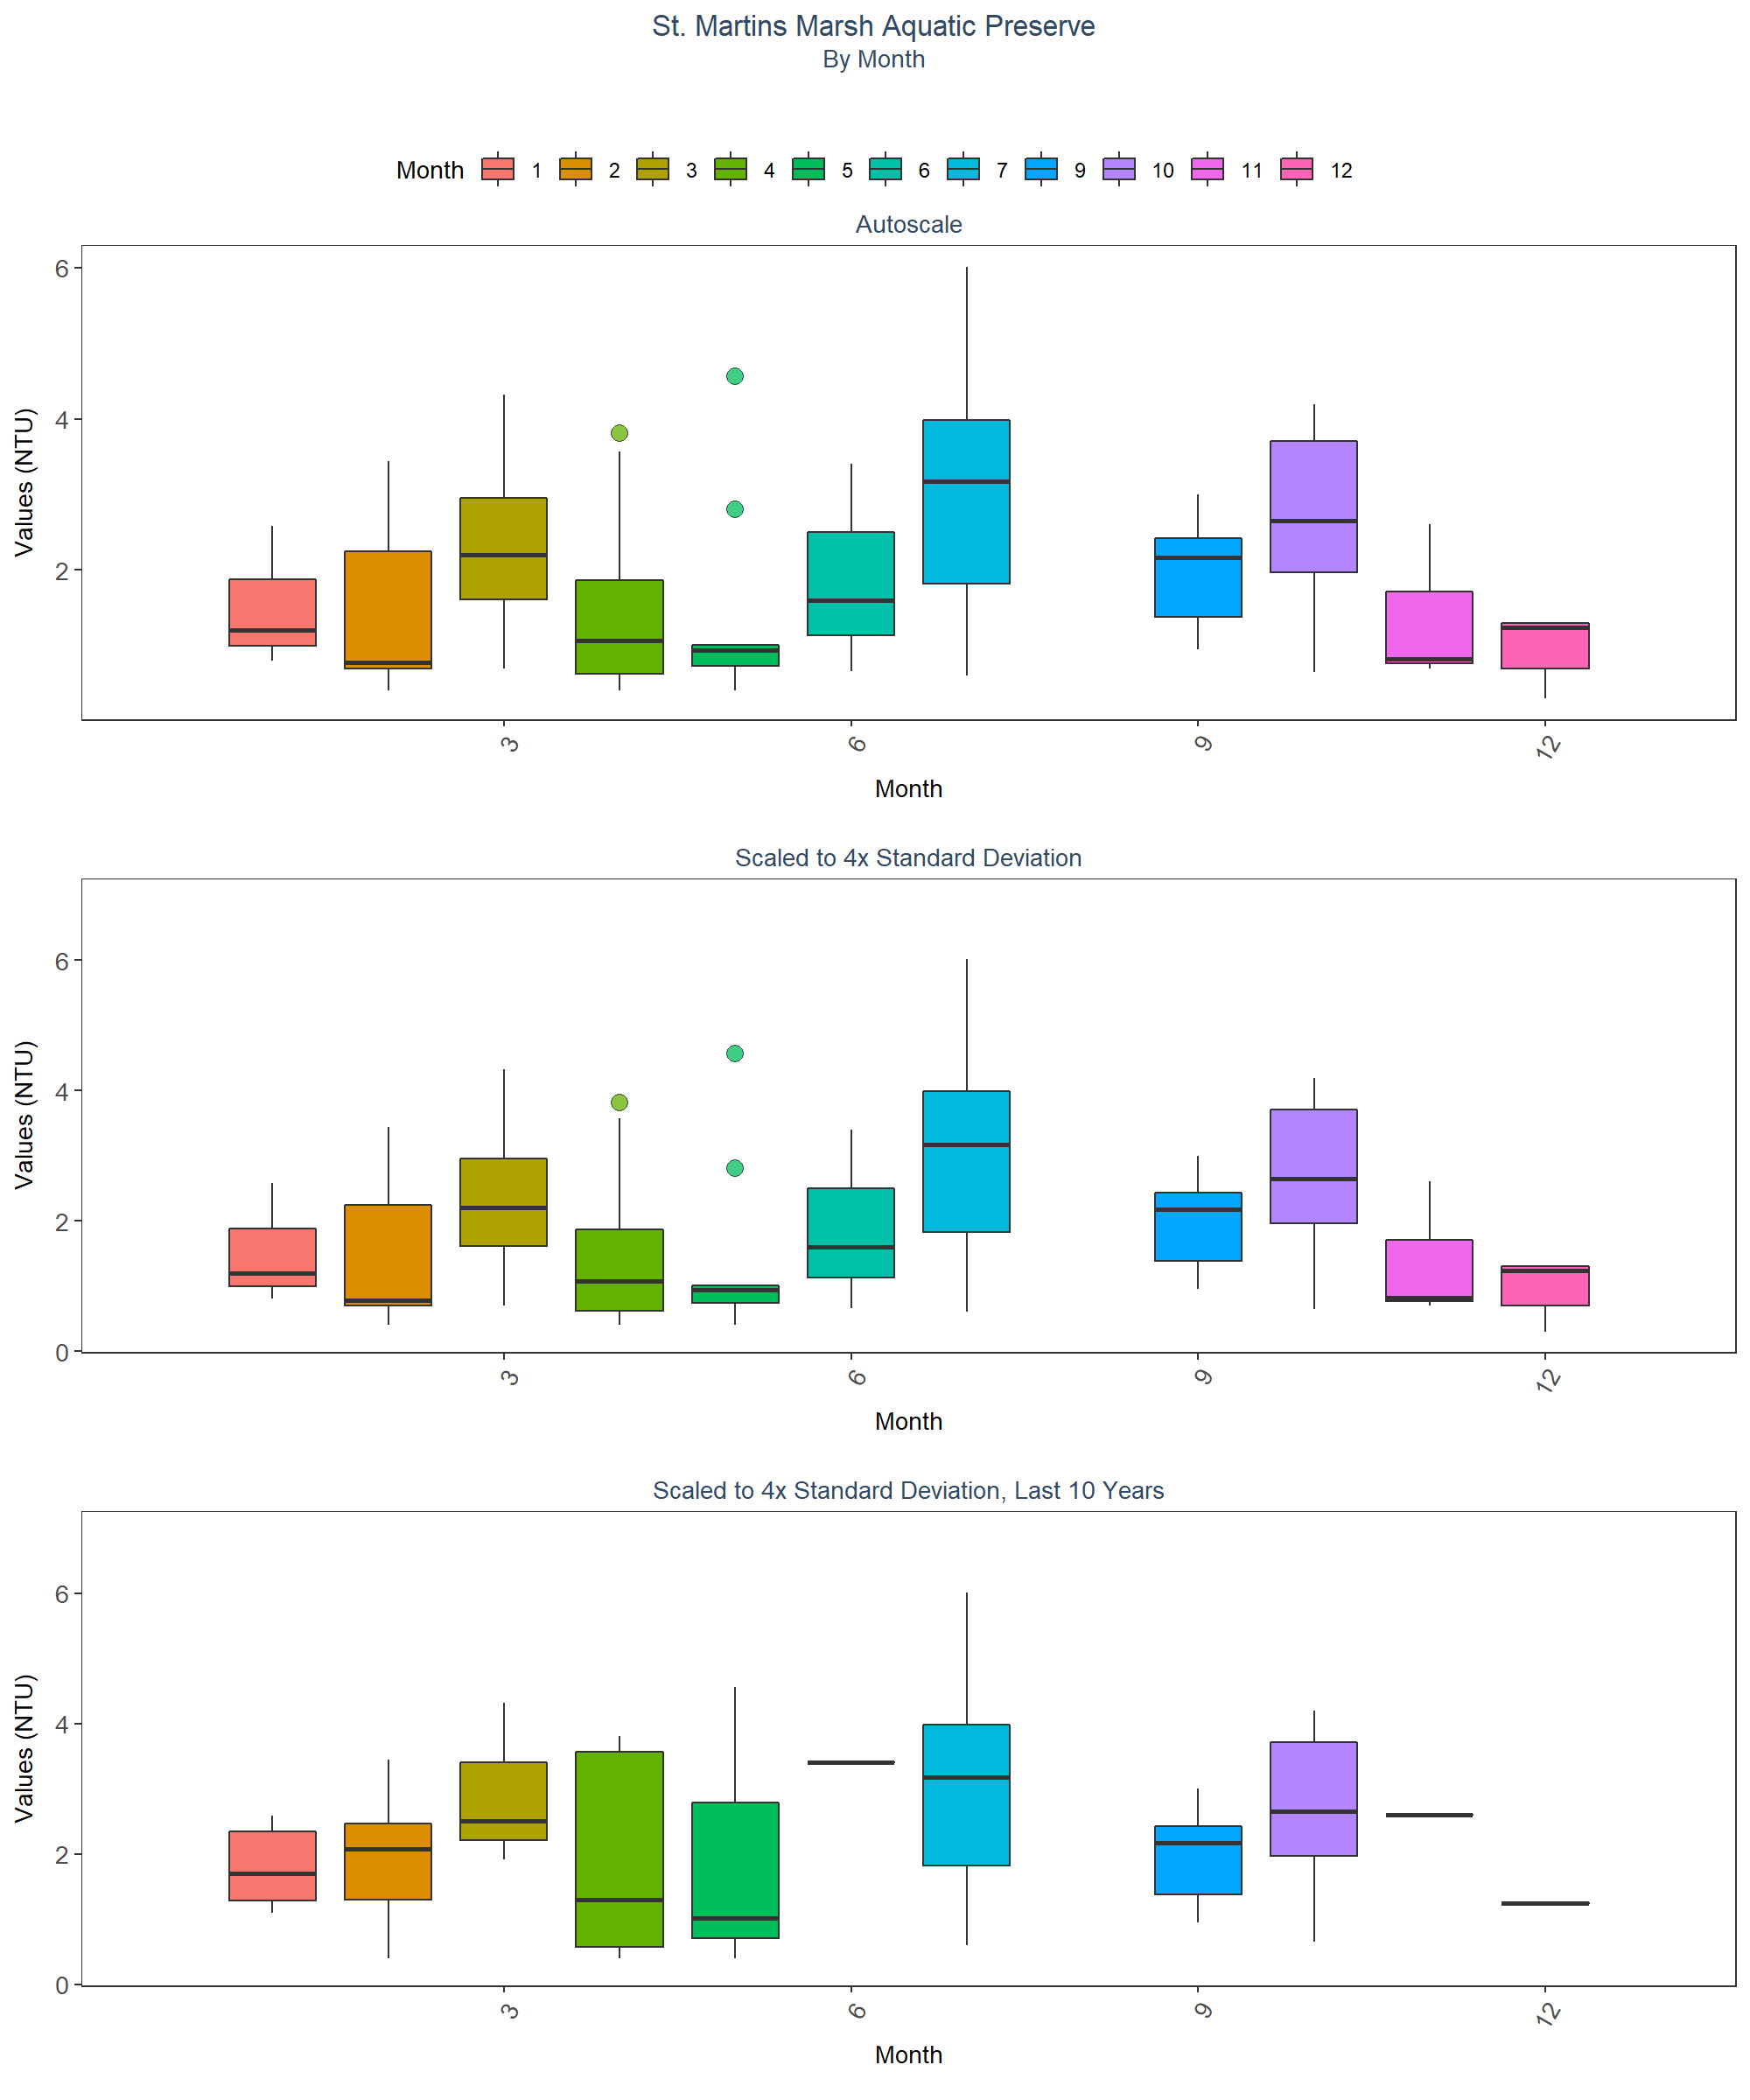 St. Martins Marsh Aquatic Preserve
By Month
Month 1 2 3 4 5 6 7 9 10 11 12
Autoscale
Values (NTU)
6
4
2
3 6 9 12
Month
Scaled to 4x Standard Deviation
Values (NTU)
6
4
2
0
3 6 9 12
Month
Scaled to 4x Standard Deviation, Last 10 Years
Values (NTU)
6
4
2
0
3 6 9 12
Month